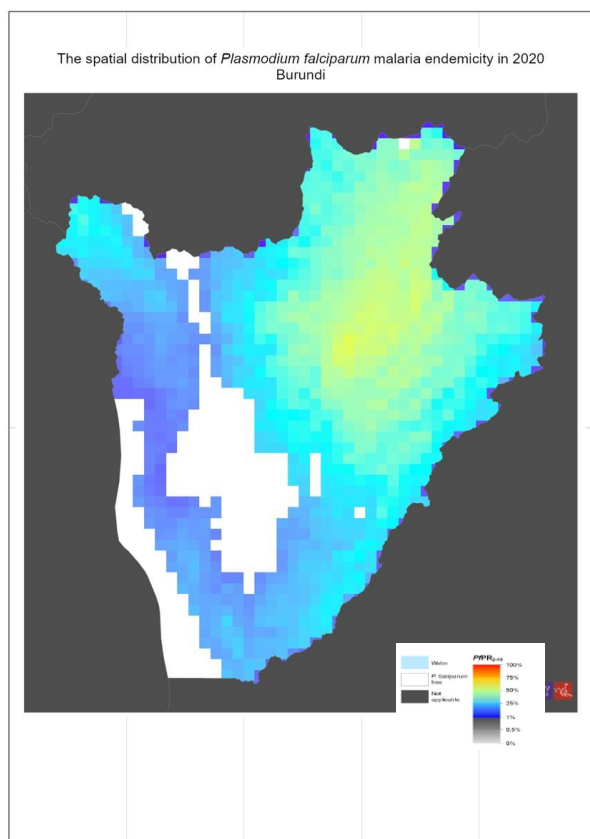 The spatial distribution of Plasmodium falciparum malaria endemicity in 2020
Burundi
Water
P. falciparum
free
Not
applicable
PfPR2-10
100%
75%
50%
25%
1%
0.5%
0%